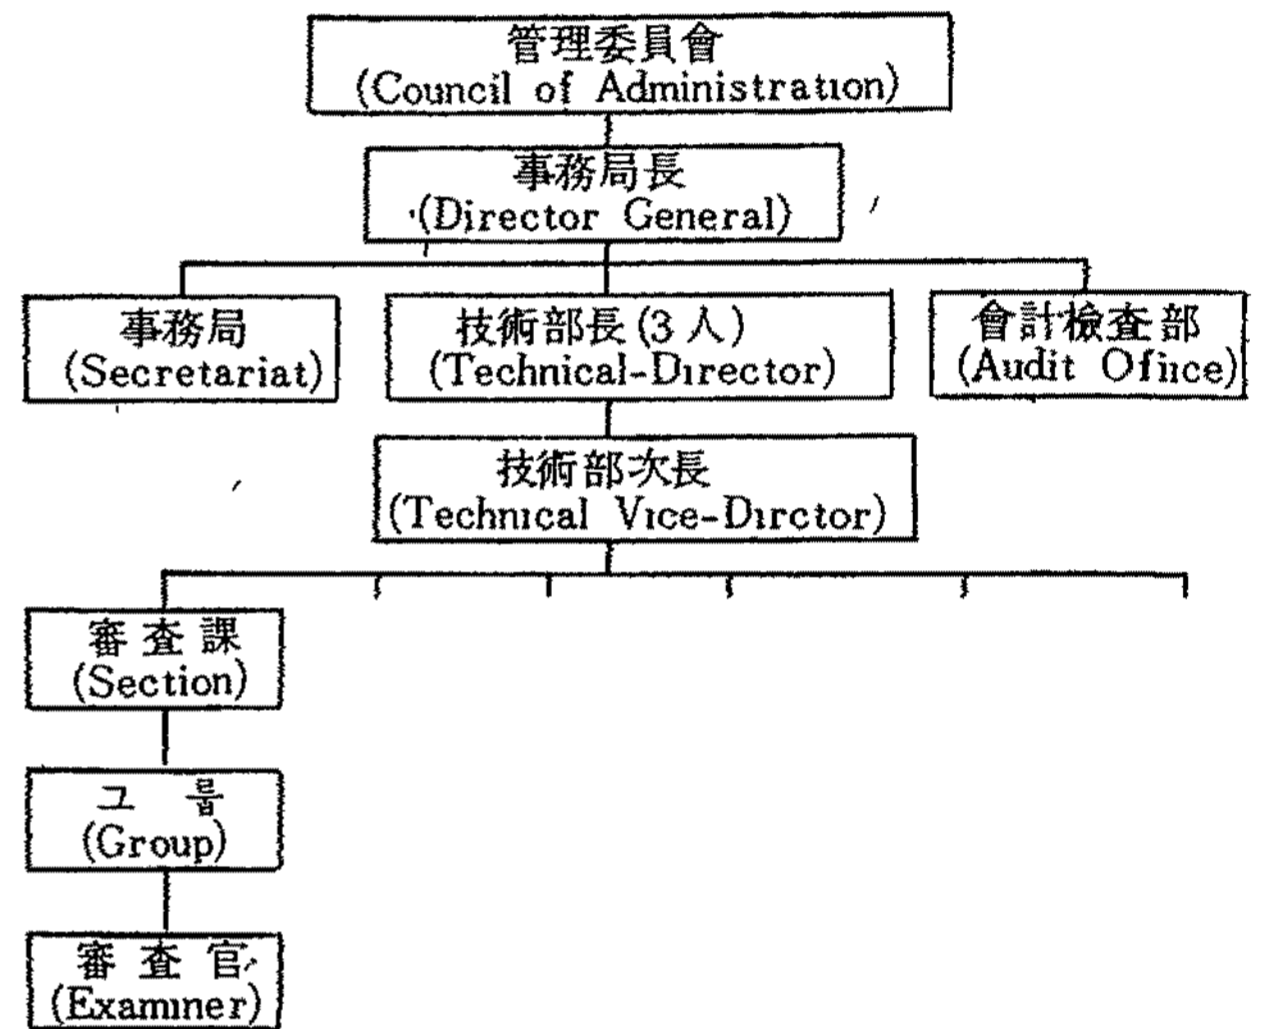 管理委員會
(Council of Administration)
事務局長
(Director General)
事務局
(Secretariat)
技術部長(3人)
(Technical-Director)
會計檢査部
(Audit Ofiice)
技術部次長
(Technical Vice-Dirctor)
審査課
(Section)
그 룹
(Group)
審査官
(Examiner)